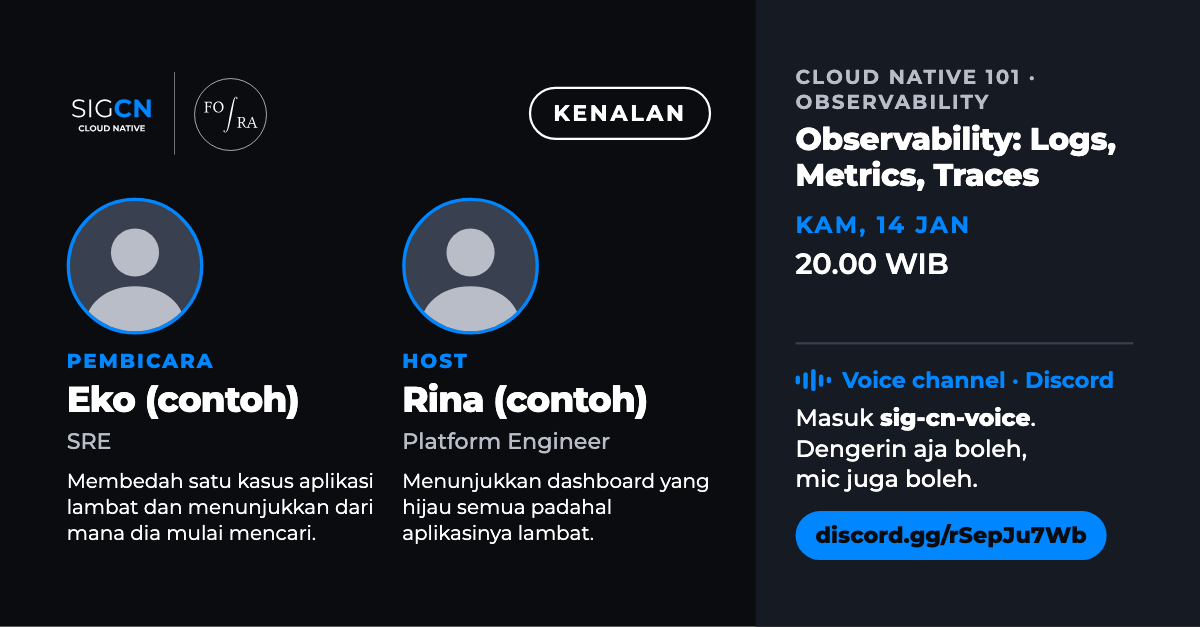 SIGCN
CLOUD NATIVE
FO
RA
KENALAN
PEMBICARA
Eko (contoh)
SRE
Membedah satu kasus aplikasi
lambat dan menunjukkan dari
mana dia mulai mencari.
HOST
Rina (contoh)
Platform Engineer
Menunjukkan dashboard yang
hijau semua padahal
aplikasinya lambat.
CLOUD NATIVE 101 ·
OBSERVABILITY
Observability: Logs,
Metrics, Traces
KAM, 14 JAN
20.00 WIB
Voice channel · Discord
Masuk sig-cn-voice.
Dengerin aja boleh,
mic juga boleh.
discord.gg/rSepJu7Wb